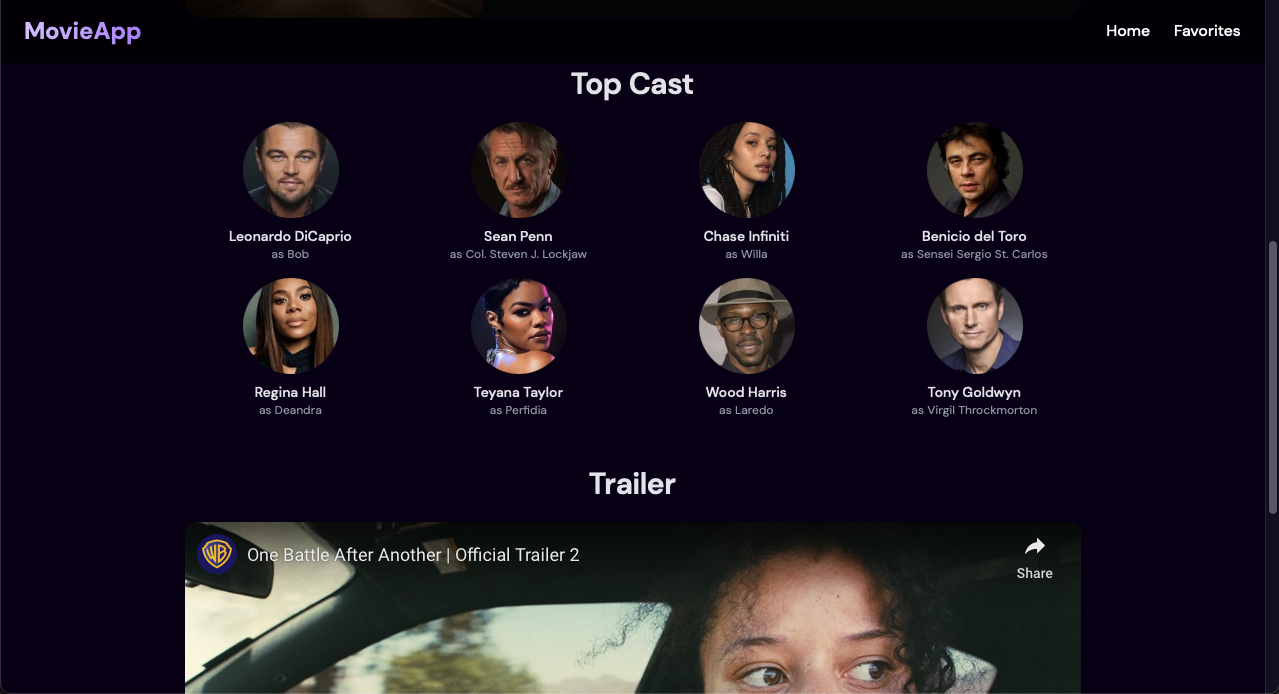 MovieApp
Home
Favorites
Top Cast
Leonardo DiCaprio
as Bob
Sean Penn
as Col. Steven J. Lockjaw
Chase Infiniti
as Willa
Benicio del Toro
as Sensei Sergio St. Carlos
Regina Hall
as Deandra
Teyana Taylor
as Perfidia
Wood Harris
as Laredo
Tony Goldwyn
as Virgil Throckmorton
Trailer
WB
One Battle After Another | Official Trailer 2
Share